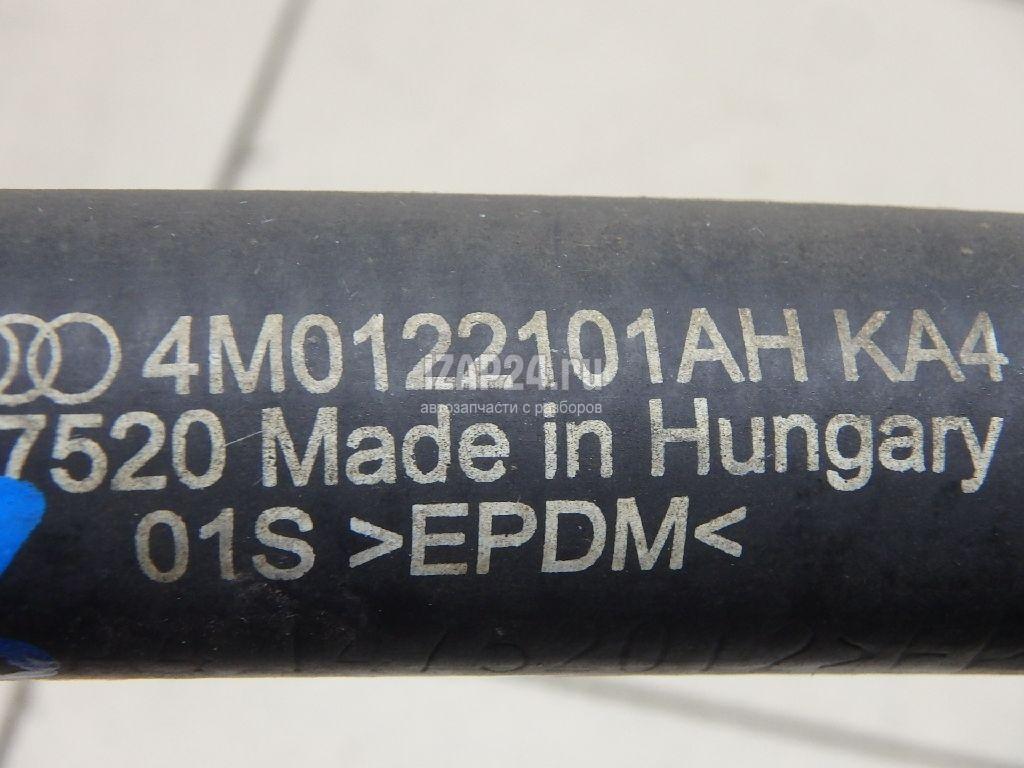 4M0122101AH KA4
7520 Made in Hungary
01S >EPDM<
IZAP24.ru
автозапчасти с разборов